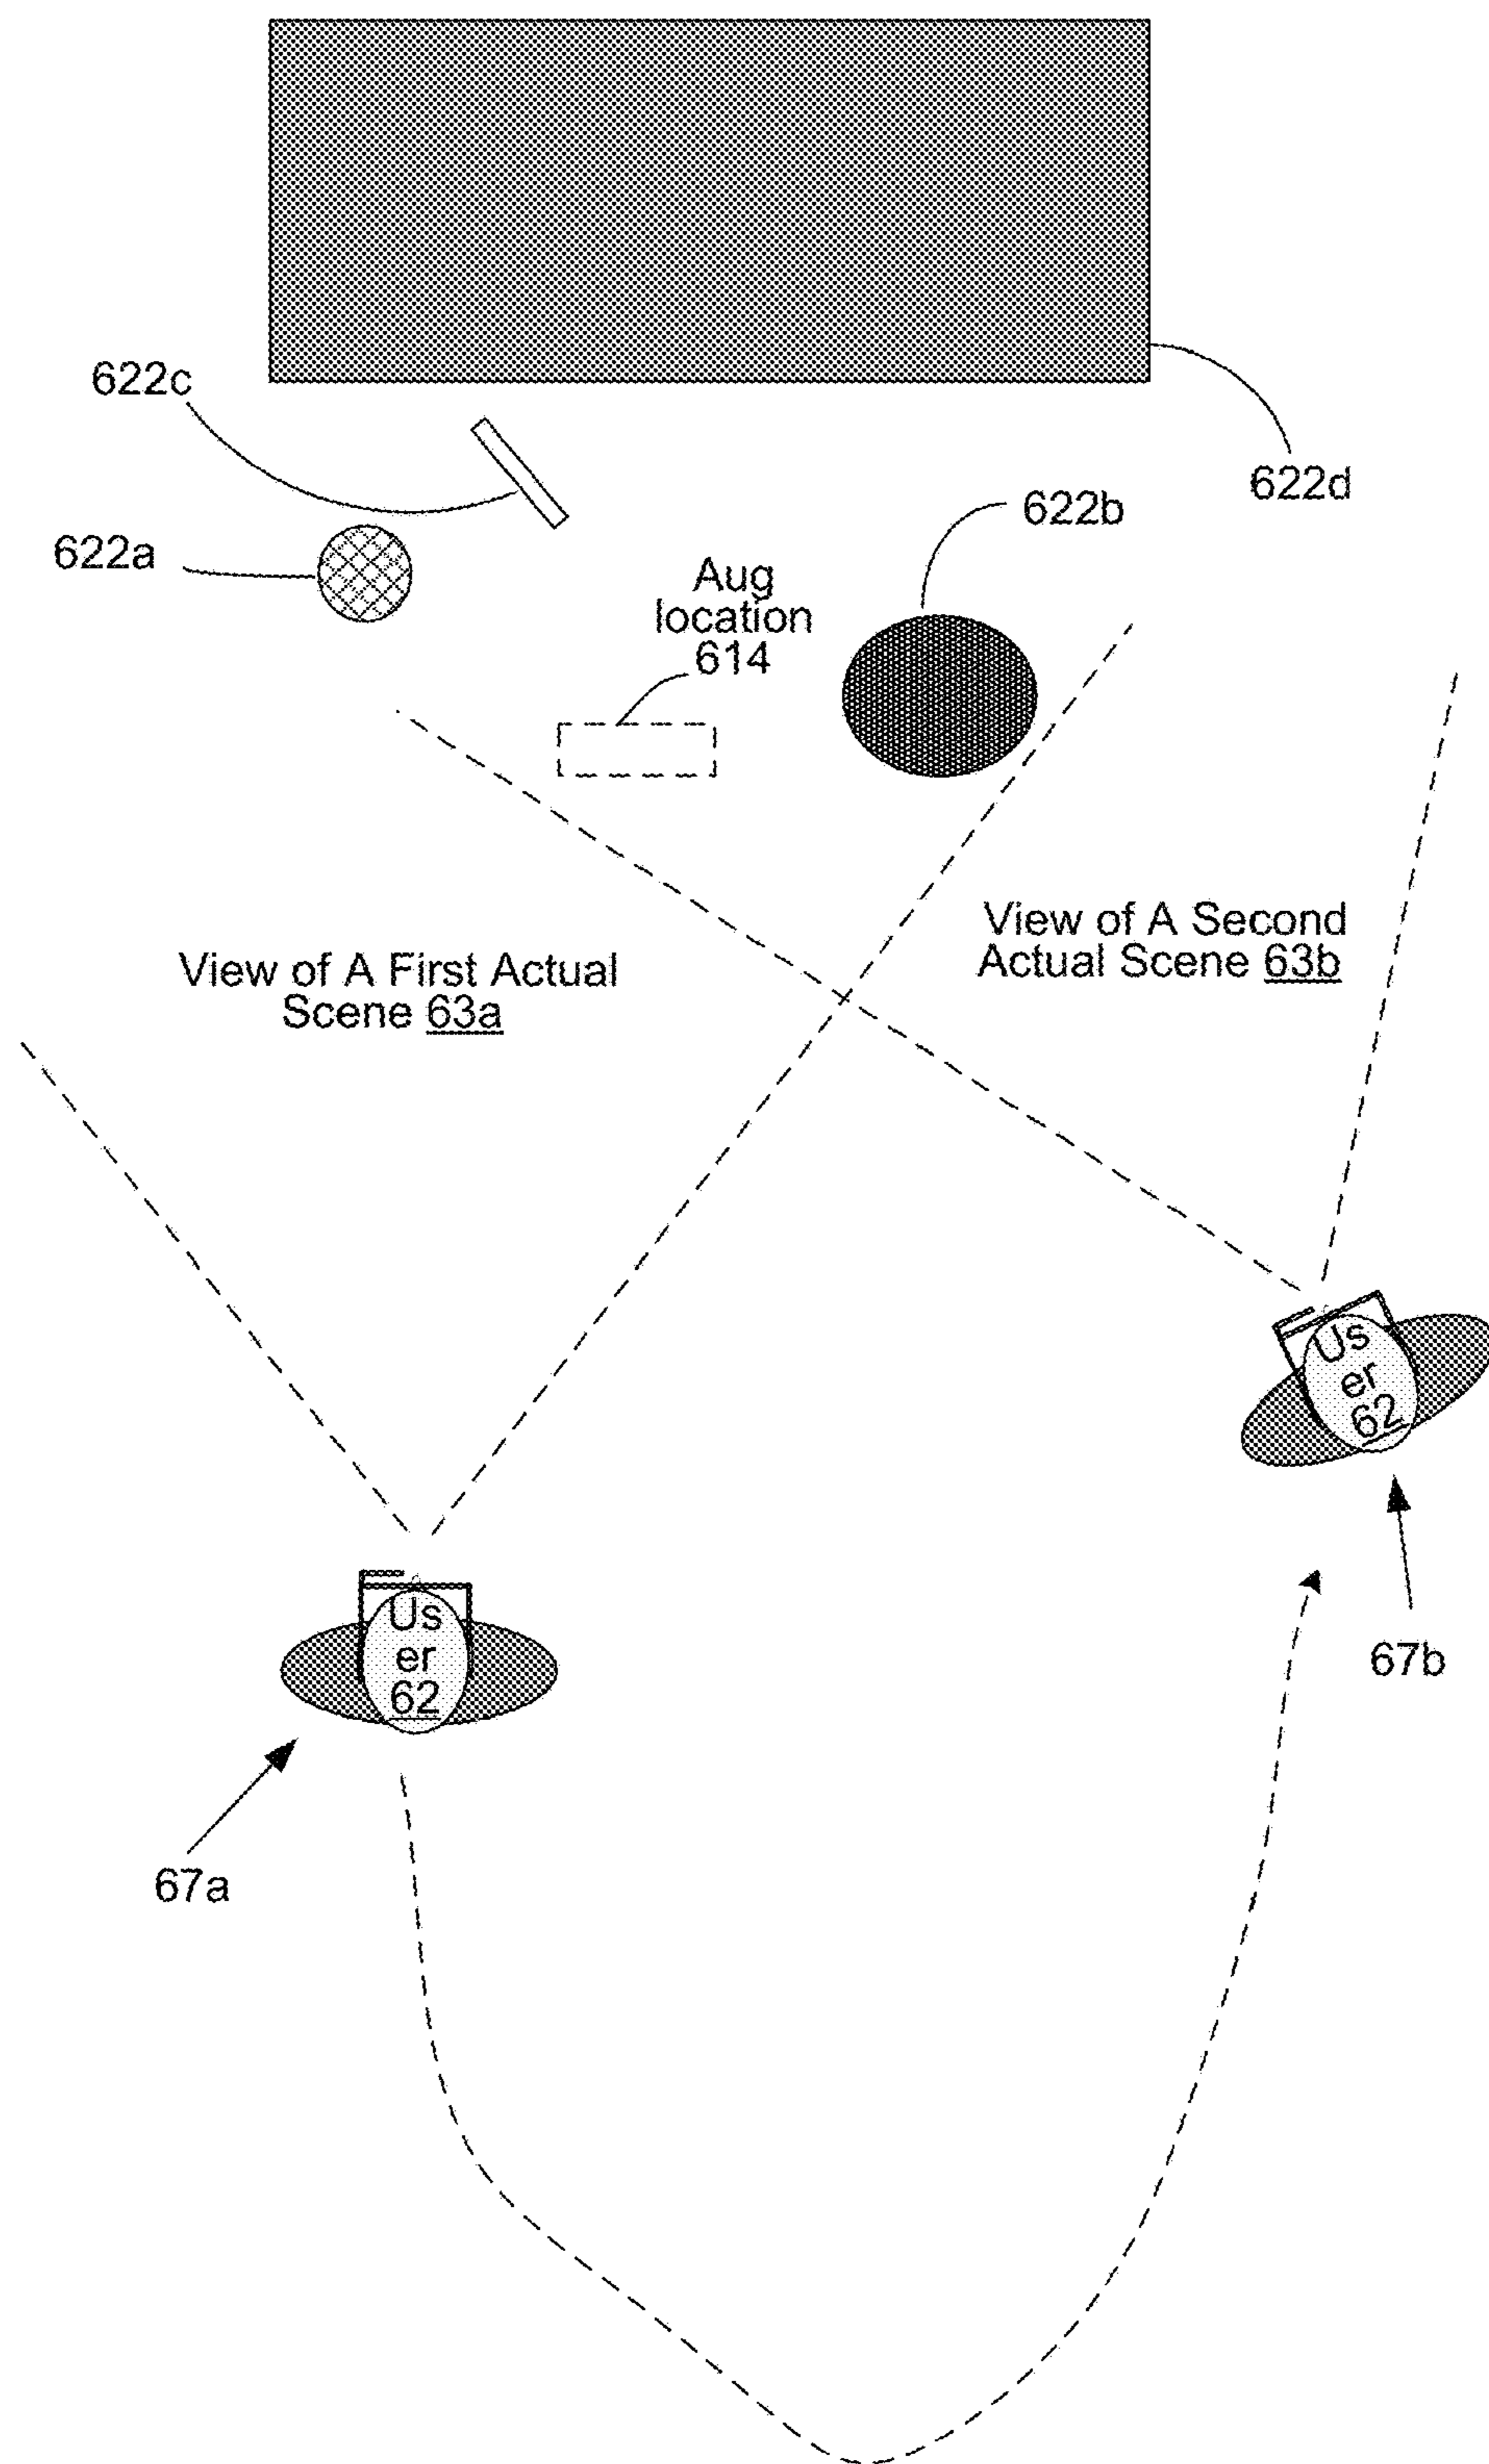 622c
622d
622b
622a
Aug
location
614
View of A Second
Actual Scene 63b
View of A First Actual
Scene 63a
Us
er
62
Us
er
62
67b
67a